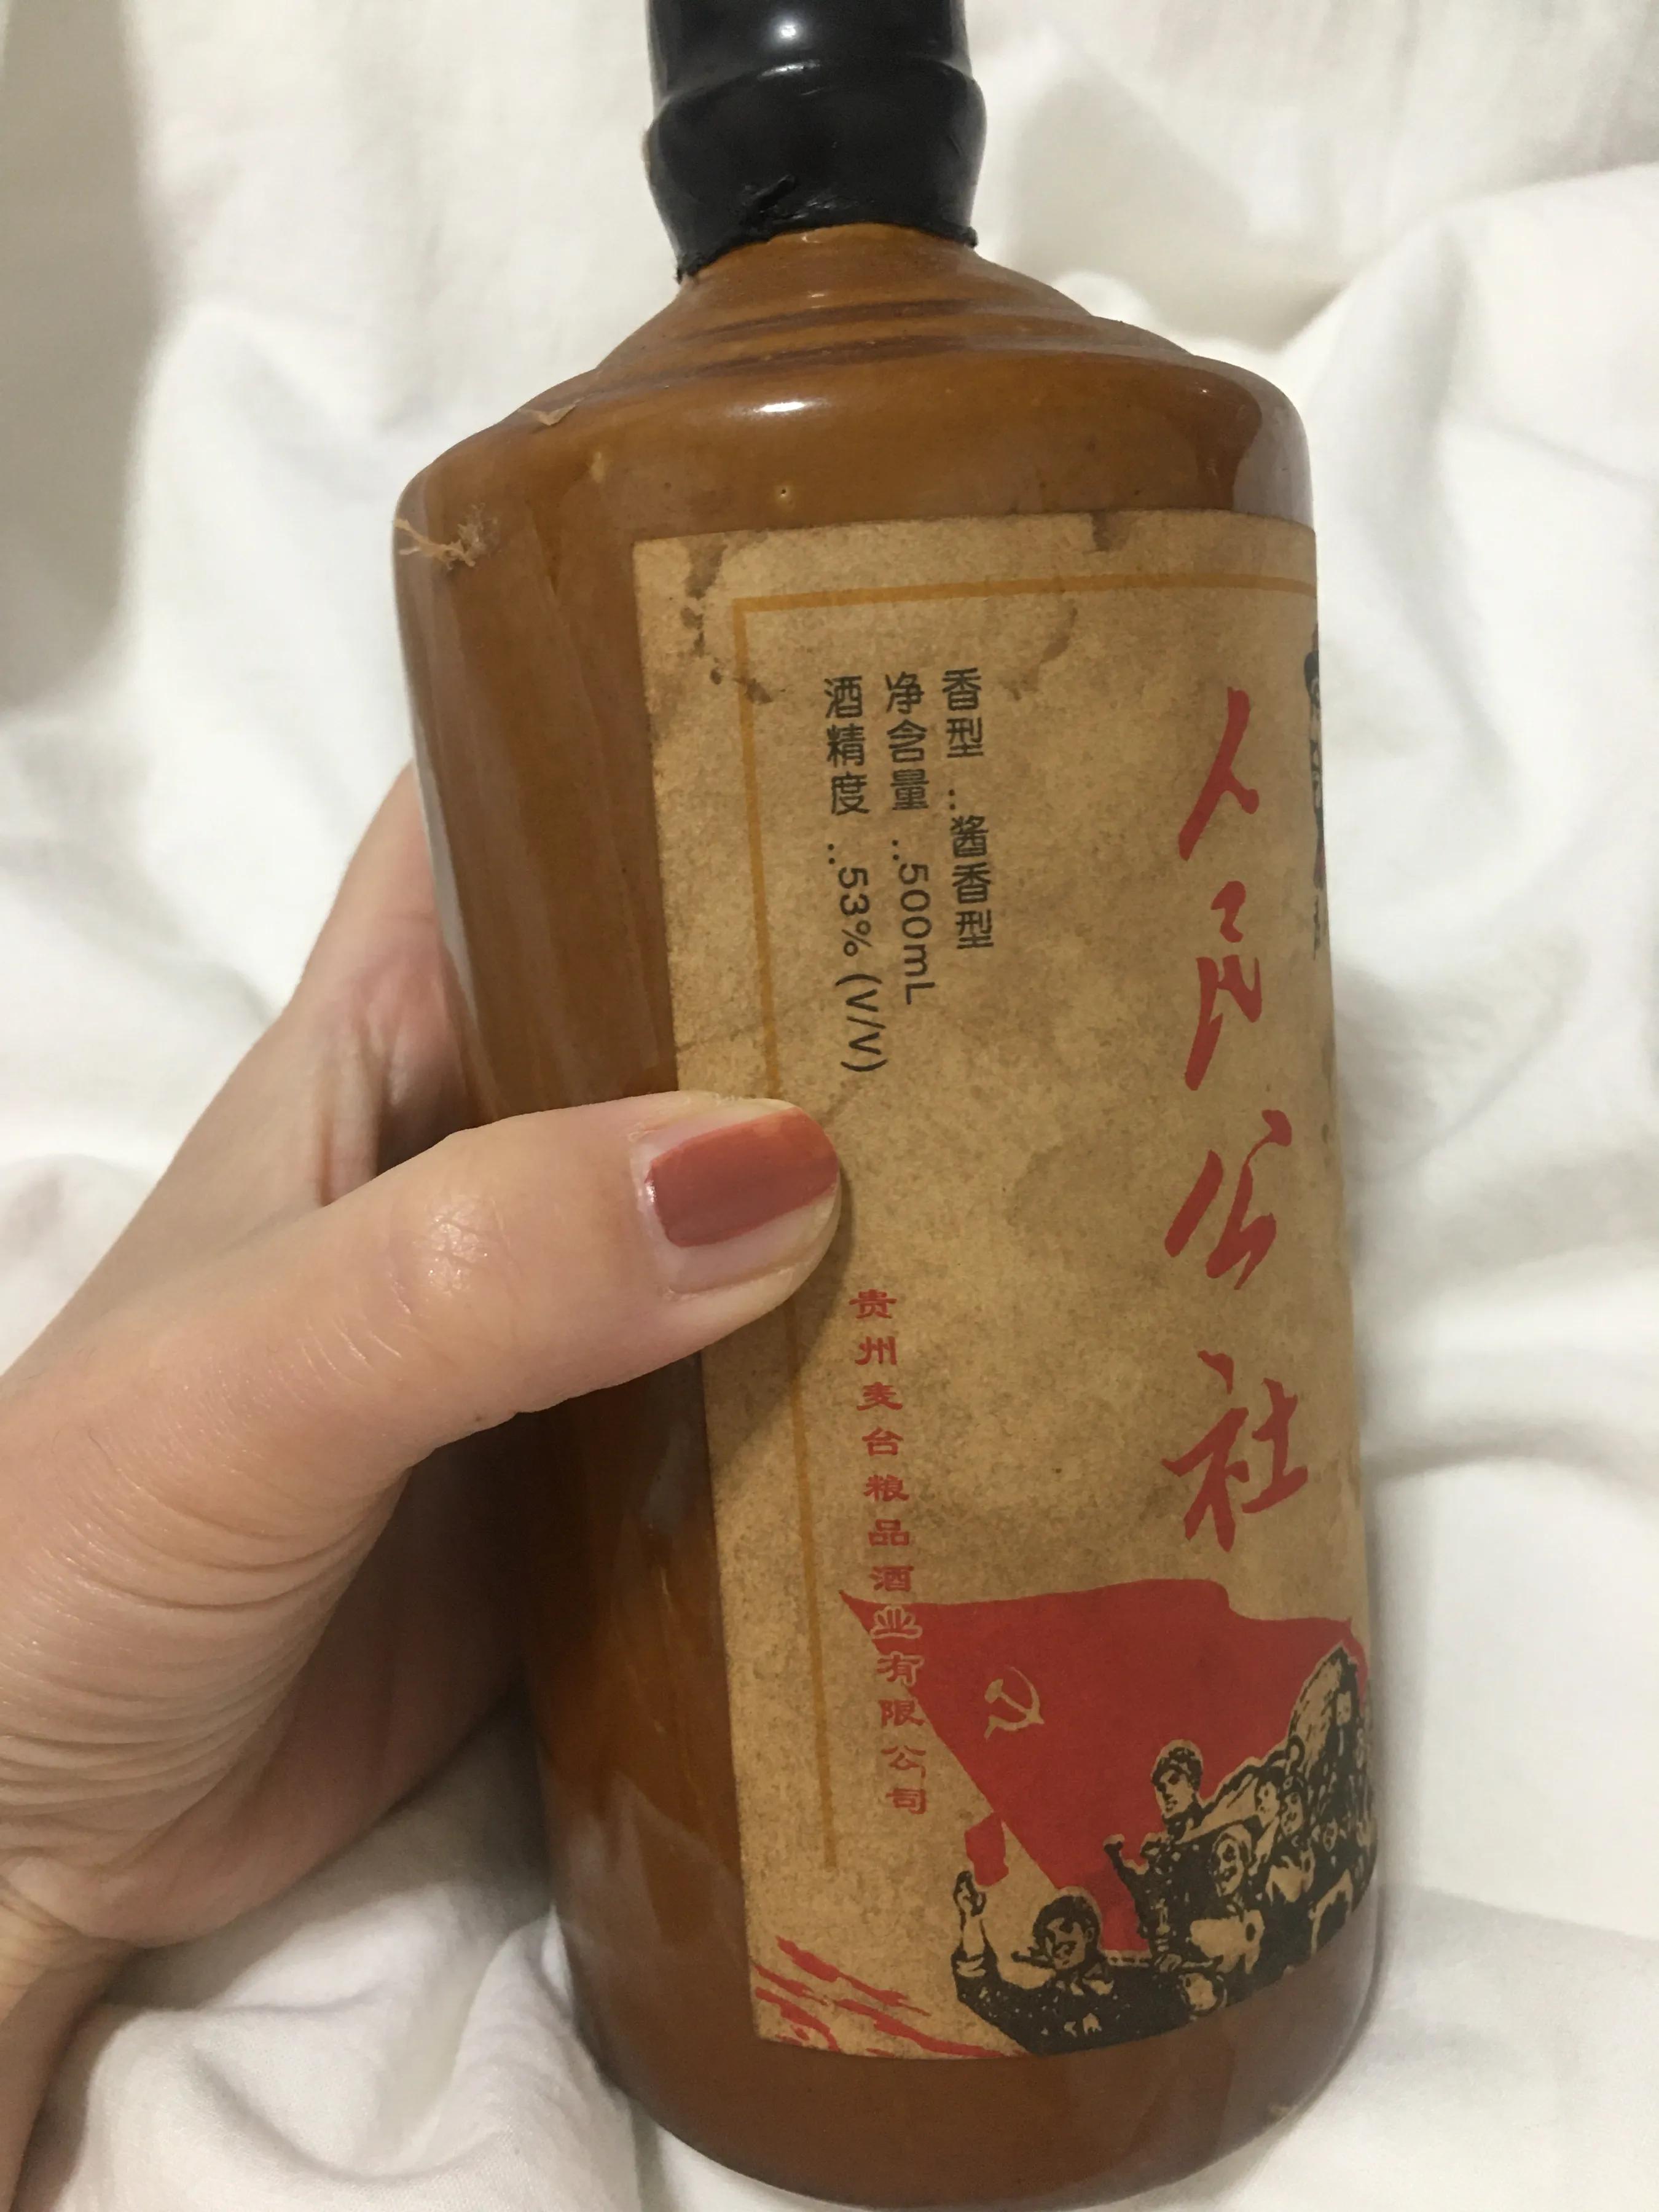 人民公社
香型：酱香型
净含量：500mL
酒精度：53%(V/V)
贵州麦台粮品酒业有限公司